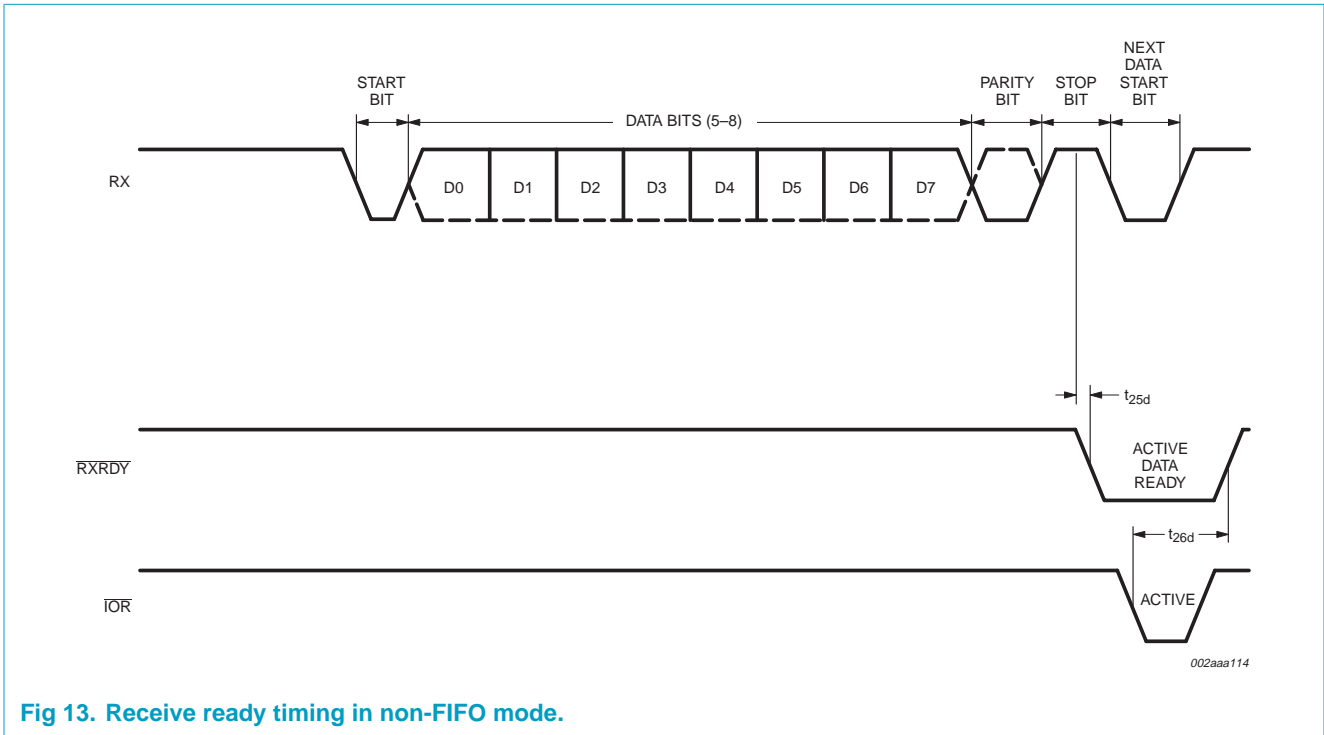 START
BIT
DATA BITS (5–8)
PARITY
BIT
STOP
BIT
NEXT
DATA
START
BIT
RX
D0 D1 D2 D3 D4 D5 D6 D7
t25d
RXRDY
ACTIVE
DATA
READY
t26d
IOR
ACTIVE
002aaa114
Fig 13. Receive ready timing in non-FIFO mode.